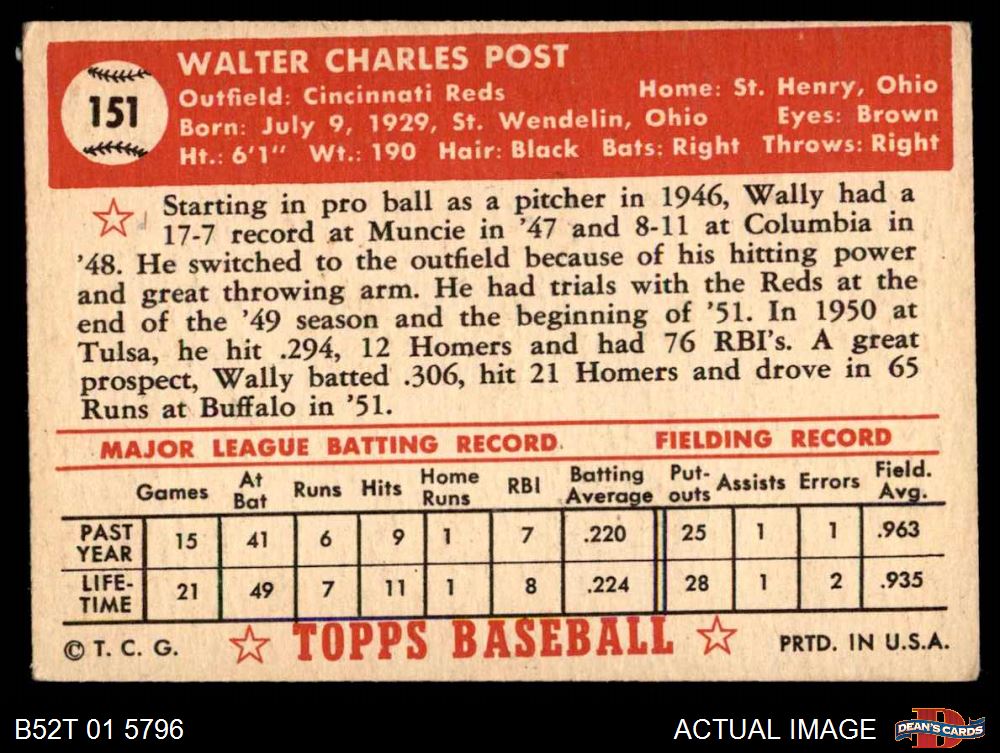 WALTER CHARLES POST
151
Outfield: Cincinnati Reds Home: St. Henry, Ohio
Born: July 9, 1929, St. Wendelin, Ohio Eyes: Brown
Ht.: 6'1" Wt.: 190 Hair: Black Bats: Right Throws: Right
Starting in pro ball as a pitcher in 1946, Wally had a
17-7 record at Muncie in '47 and 8-11 at Columbia in
'48. He switched to the outfield because of his hitting power
and great throwing arm. He had trials with the Reds at the
end of the '49 season and the beginning of '51. In 1950 at
Tulsa, he hit .294, 12 Homers and had 76 RBI's. A great
prospect, Wally batted .306, hit 21 Homers and drove in 65
Runs at Buffalo in '51.
MAJOR LEAGUE BATTING RECORD. FIELDING RECORD
Games At Bat Runs Hits Home Runs RBI Batting Average Put-outs Assists Errors Field. Avg.
PAST YEAR 15 41 6 9 1 7 .220 25 1 1 .963
LIFE-TIME 21 49 7 11 1 8 .224 28 1 2 .935
© T. C. G. TOPPS BASEBALL PRTD. IN U.S.A.
B52T 01 5796 ACTUAL IMAGE D DEAN'S CARDS